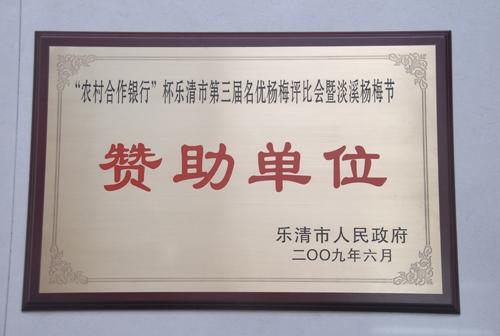 “农村合作银行”杯乐清市第三届名优杨梅评比会暨淡溪杨梅节
赞助单位
乐清市人民政府
二〇〇九年六月